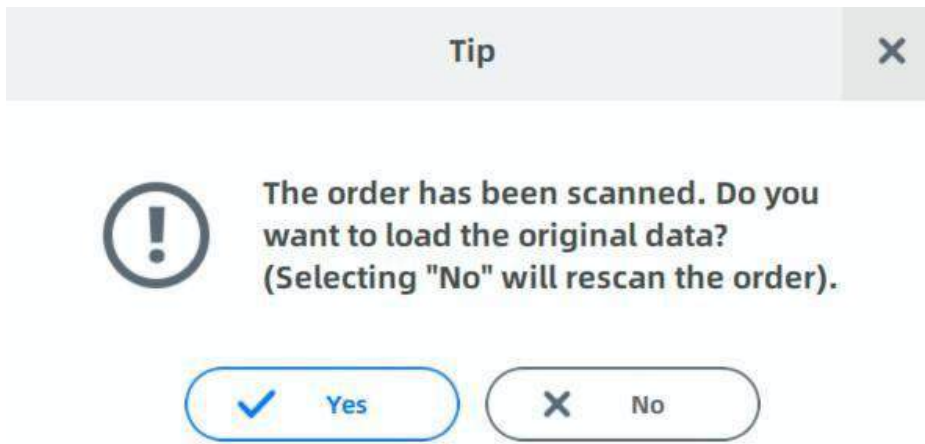 Tip
The order has been scanned. Do you
want to load the original data?
(Selecting "No" will rescan the order).
Yes
No